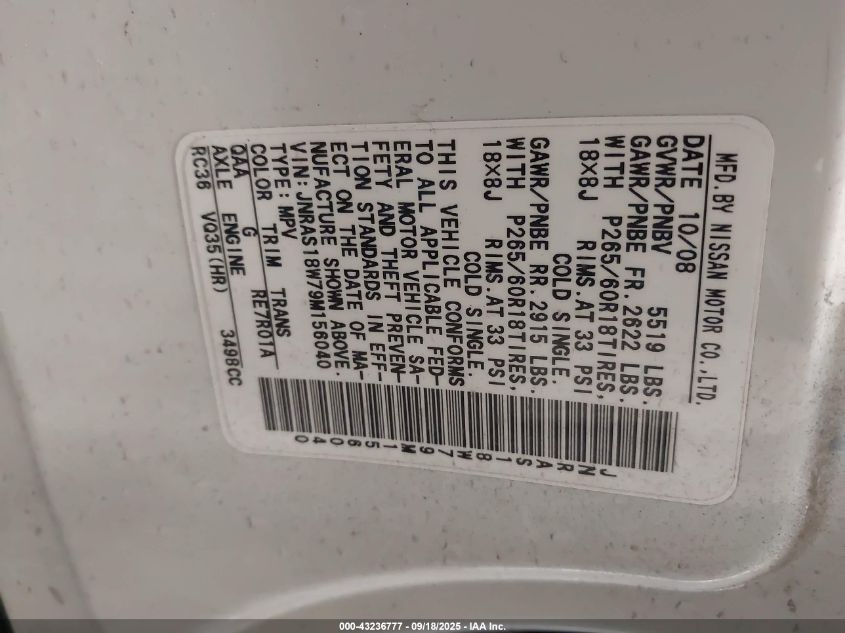 MFD.BY NISSAN MOTOR CO.,LTD.
DATE 10/08
GVWR/PNBV 5519 LBS.
GAWR/PNBE FR.2622 LBS.
WITH P265/60R18TIRES,
18X8J RIMS.AT 33 PSI
COLD SINGLE.
GAWR/PNBE RR.2915 LBS.
WITH P265/60R18TIRES,
18X8J RIMS.AT 33 PSI
COLD SINGLE.
THIS VEHICLE CONFORMS
TO ALL APPLICABLE FED-
ERAL MOTOR VEHICLE SA-
FETY AND THEFT PREVEN-
TION STANDARDS IN EFF-
ECT ON THE DATE OF MA-
NUFACTURE SHOWN ABOVE.
VIN:JNRAS18W79M156040
TYPE:MPV
COLOR TRIM TRANS
QAA G RE7R01A
AXLE ENGINE
RC36 VQ35(HR) 3498CC
JNRAS18W79M156040
000-43236777 - 09/18/2025 - IAA Inc.